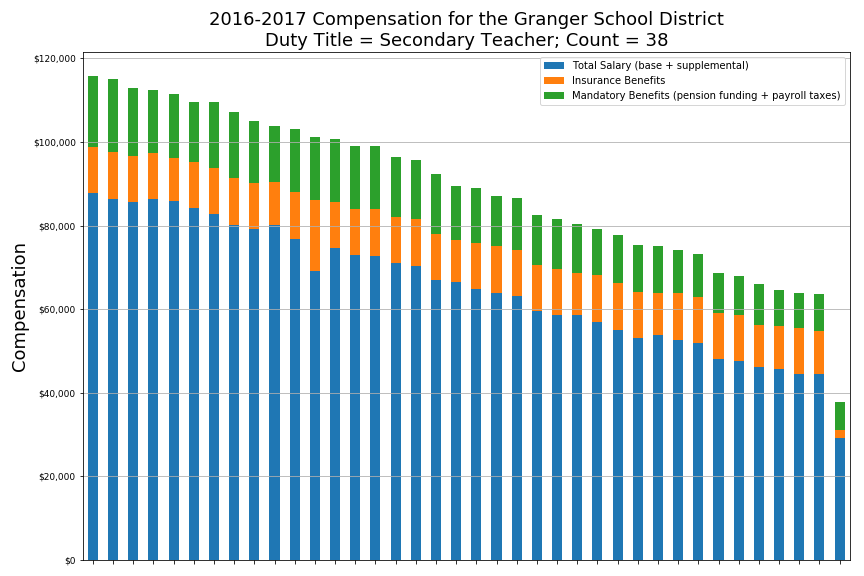 2016-2017 Compensation for the Granger School District
Duty Title = Secondary Teacher; Count = 38
Total Salary (base + supplemental)
Insurance Benefits
Mandatory Benefits (pension funding + payroll taxes)
Compensation
$120,000
$100,000
$80,000
$60,000
$40,000
$20,000
$0